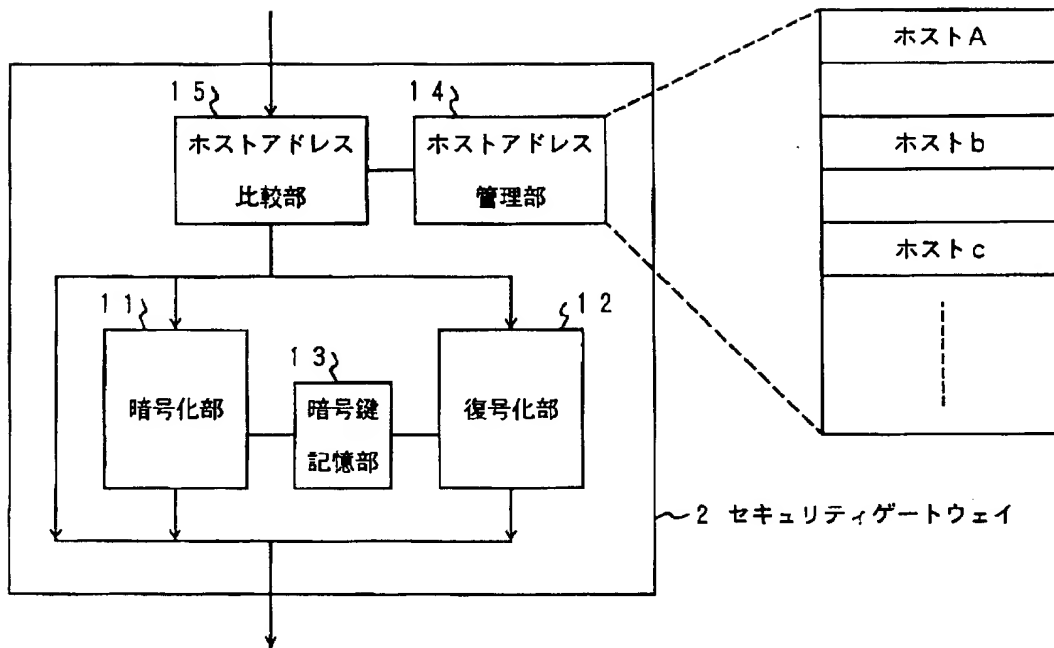 ホストA
１５
１４
ホストアドレス
比較部
ホストアドレス
管理部
ホストb
ホストc
１１
１２
１３
暗号化部
暗号鍵
記憶部
復号化部
2 セキュリティゲートウェイ